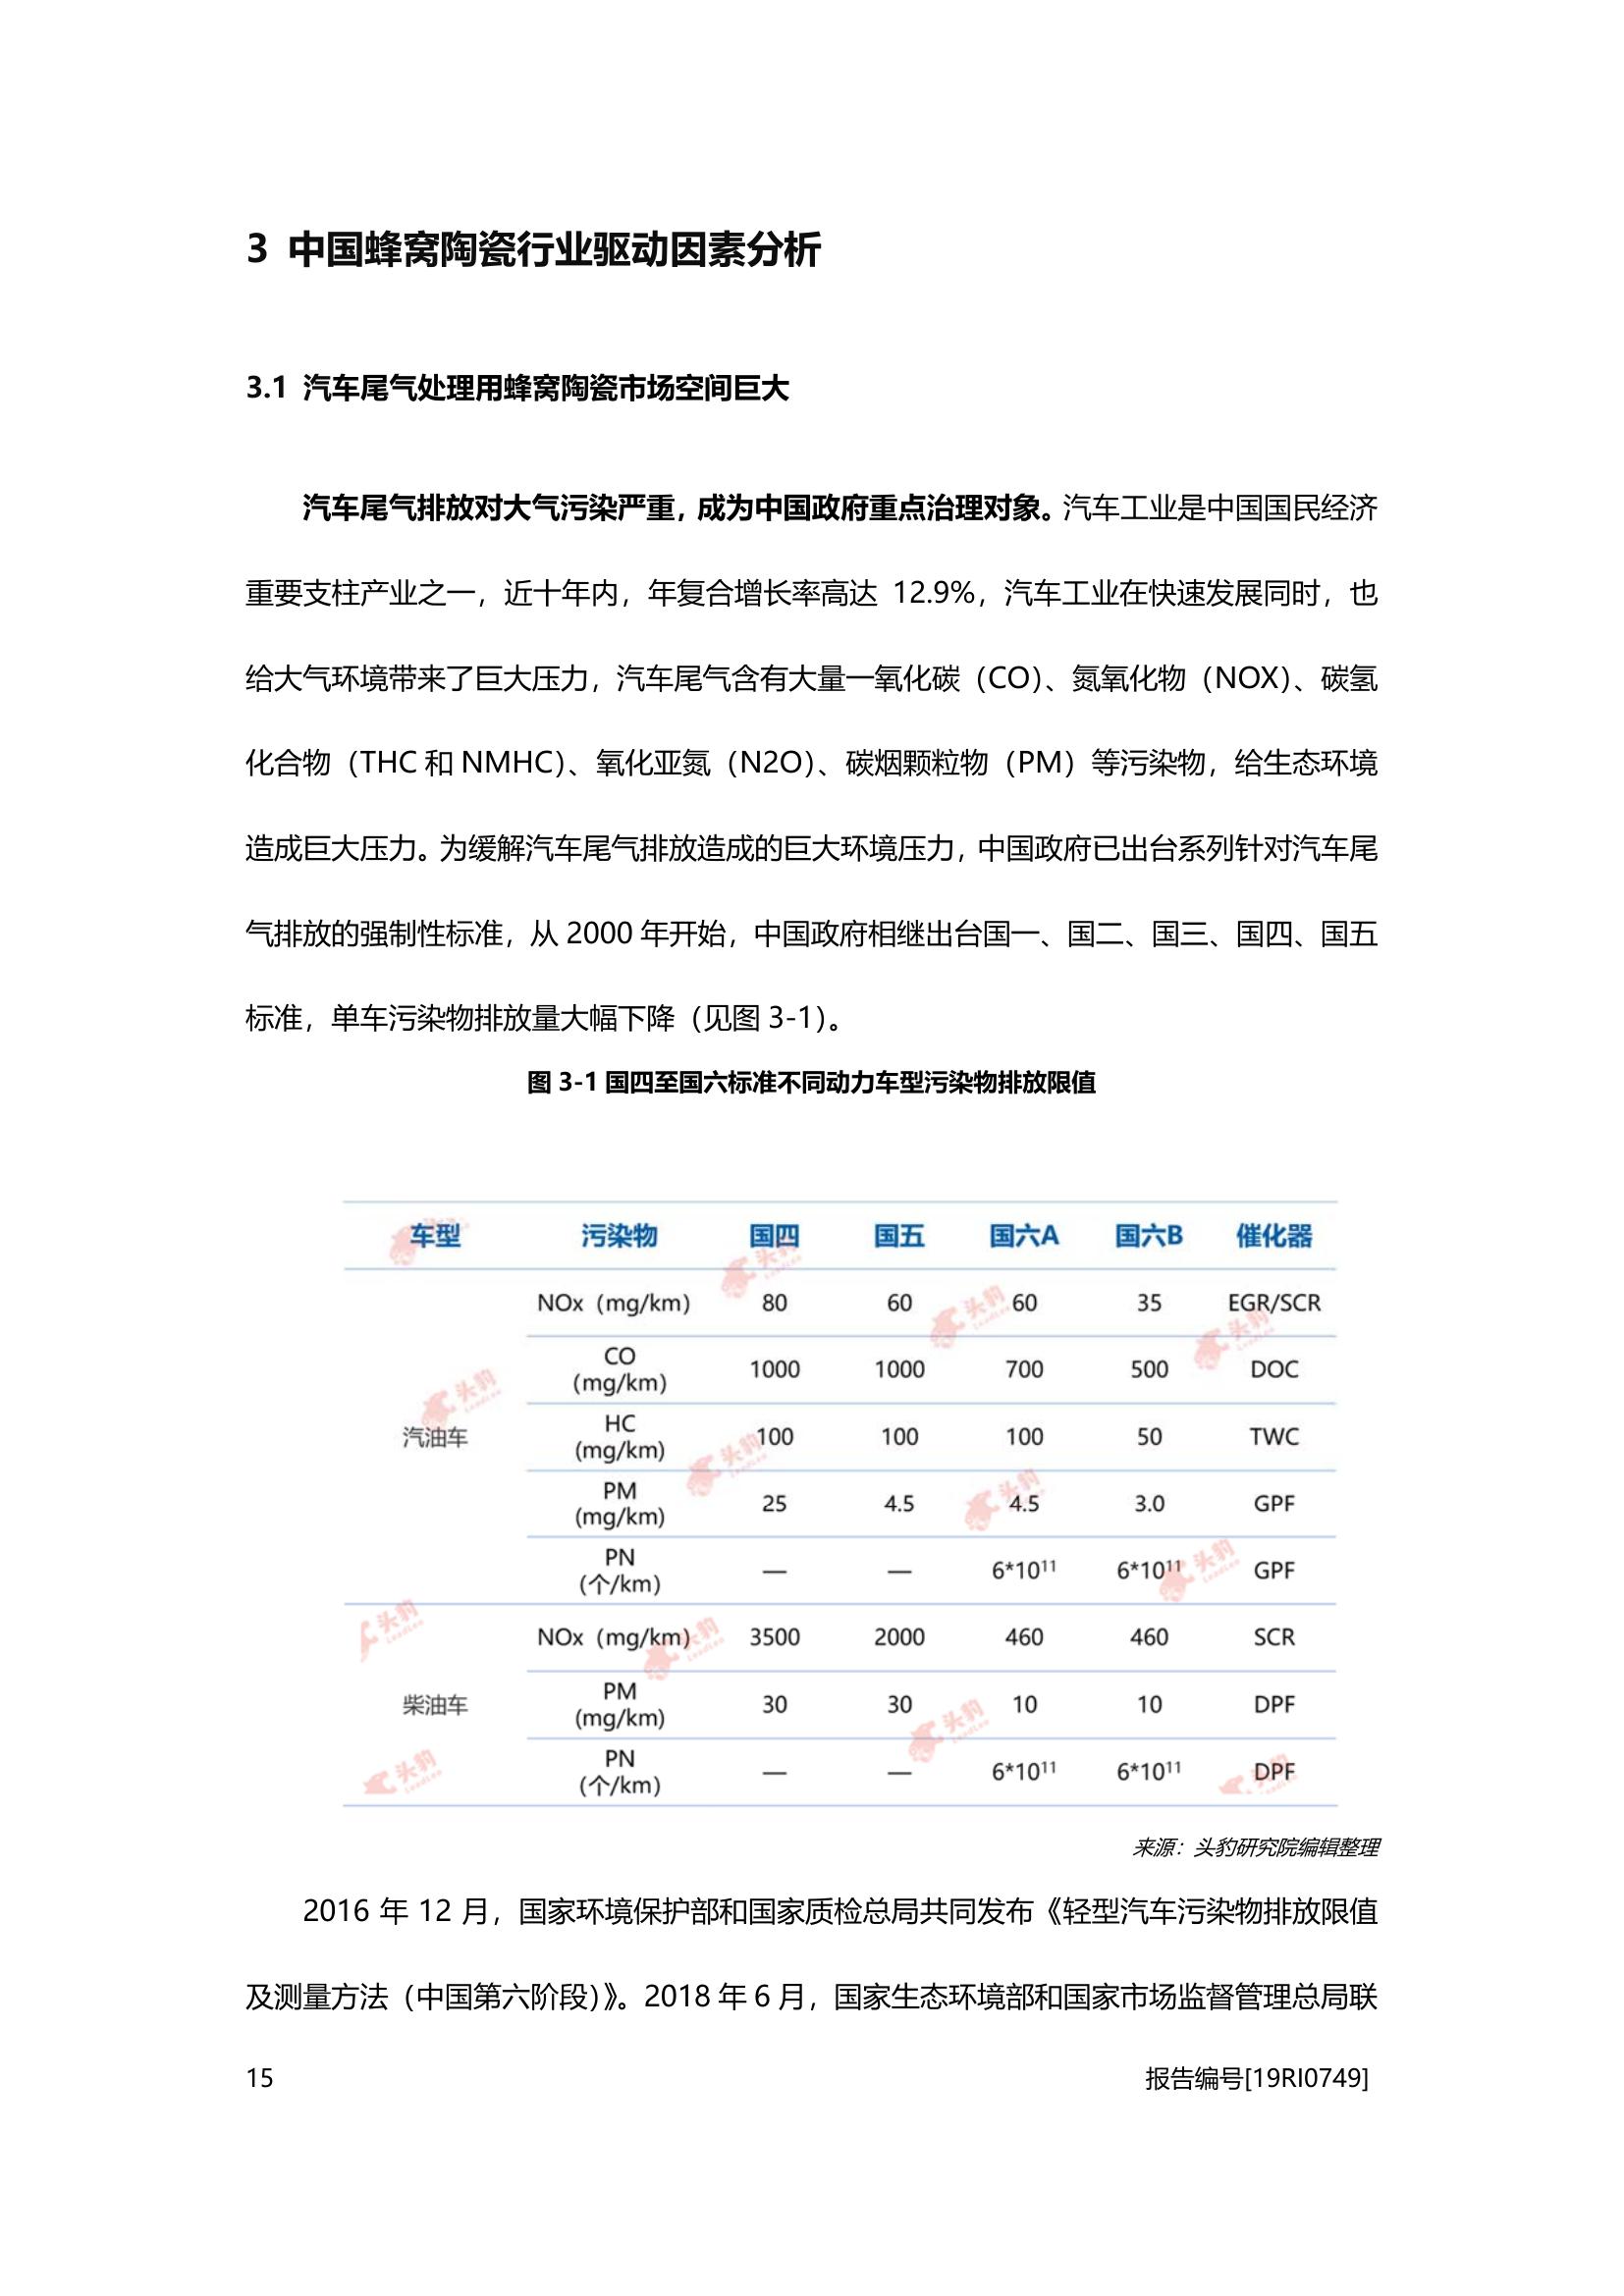 3 中国蜂窝陶瓷行业驱动因素分析
3.1 汽车尾气处理用蜂窝陶瓷市场空间巨大
汽车尾气排放对大气污染严重，成为中国政府重点治理对象。汽车工业是中国国民经济
重要支柱产业之一，近十年内，年复合增长率高达 12.9%，汽车工业在快速发展同时，也
给大气环境带来了巨大压力，汽车尾气含有大量一氧化碳（CO）、氮氧化物（NOX）、碳氢
化合物（THC 和 NMHC）、氧化亚氮（N2O）、碳烟颗粒物（PM）等污染物，给生态环境
造成巨大压力。为缓解汽车尾气排放造成的巨大环境压力，中国政府已出台系列针对汽车尾
气排放的强制性标准，从 2000 年开始，中国政府相继出台国一、国二、国三、国四、国五
标准，单车污染物排放量大幅下降（见图 3-1）。
图 3-1 国四至国六标准不同动力车型污染物排放限值
车型 污染物 国四 国五 国六A 国六B 催化器
汽油车
NOx（mg/km） 80 60 60 35 EGR/SCR
CO
(mg/km) 1000 1000 700 500 DOC
HC
(mg/km) 100 100 100 50 TWC
PM
(mg/km) 25 4.5 4.5 3.0 GPF
PN
(个/km) — — 6*10¹¹ 6*10¹¹ GPF
柴油车
NOx（mg/km） 3500 2000 460 460 SCR
PM
(mg/km) 30 30 10 10 DPF
PN
(个/km) — — 6*10¹¹ 6*10¹¹ DPF
来源：头豹研究院编辑整理
2016 年 12 月，国家环境保护部和国家质检总局共同发布《轻型汽车污染物排放限值
及测量方法（中国第六阶段）》。2018 年 6 月，国家生态环境部和国家市场监督管理总局联
15 报告编号[19RI0749]